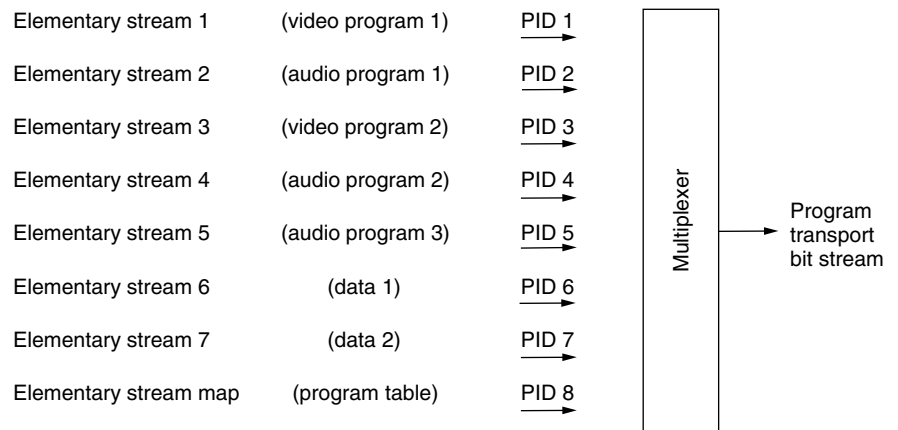 Elementary stream 1 (video program 1) PID 1
Elementary stream 2 (audio program 1) PID 2
Elementary stream 3 (video program 2) PID 3
Elementary stream 4 (audio program 2) PID 4
Elementary stream 5 (audio program 3) PID 5
Elementary stream 6 (data 1) PID 6
Elementary stream 7 (data 2) PID 7
Elementary stream map (program table) PID 8
Multiplexer
Program
transport
bit stream